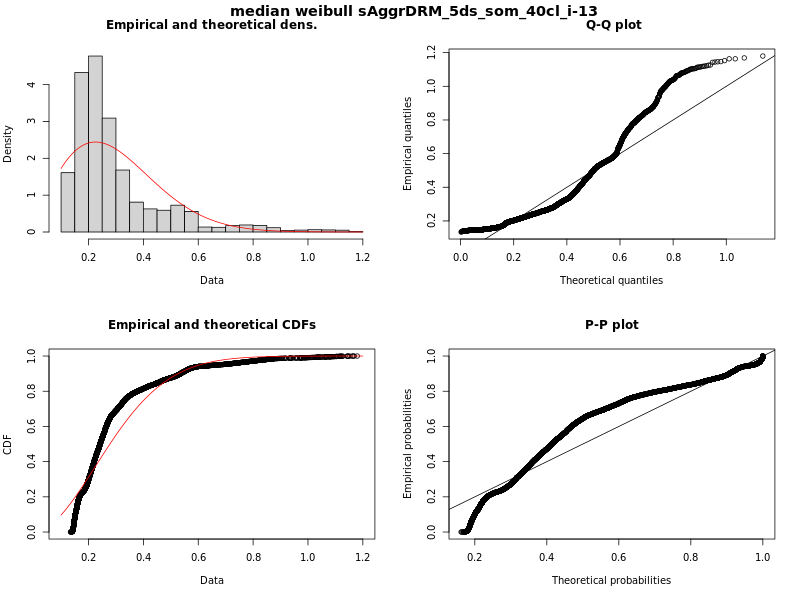 median weibull sAggrDRM_5ds_som_40cl_i-13
Empirical and theoretical dens.
Density
0 1 2 3 4
0.2 0.4 0.6 0.8 1.0 1.2
Data
Q-Q plot
Empirical quantiles
0.2 0.4 0.6 0.8 1.0 1.2
0.0 0.2 0.4 0.6 0.8 1.0
Theoretical quantiles
Empirical and theoretical CDFs
CDF
0.0 0.2 0.4 0.6 0.8 1.0
0.2 0.4 0.6 0.8 1.0 1.2
Data
P-P plot
Empirical probabilities
0.0 0.2 0.4 0.6 0.8 1.0
0.2 0.4 0.6 0.8 1.0
Theoretical probabilities